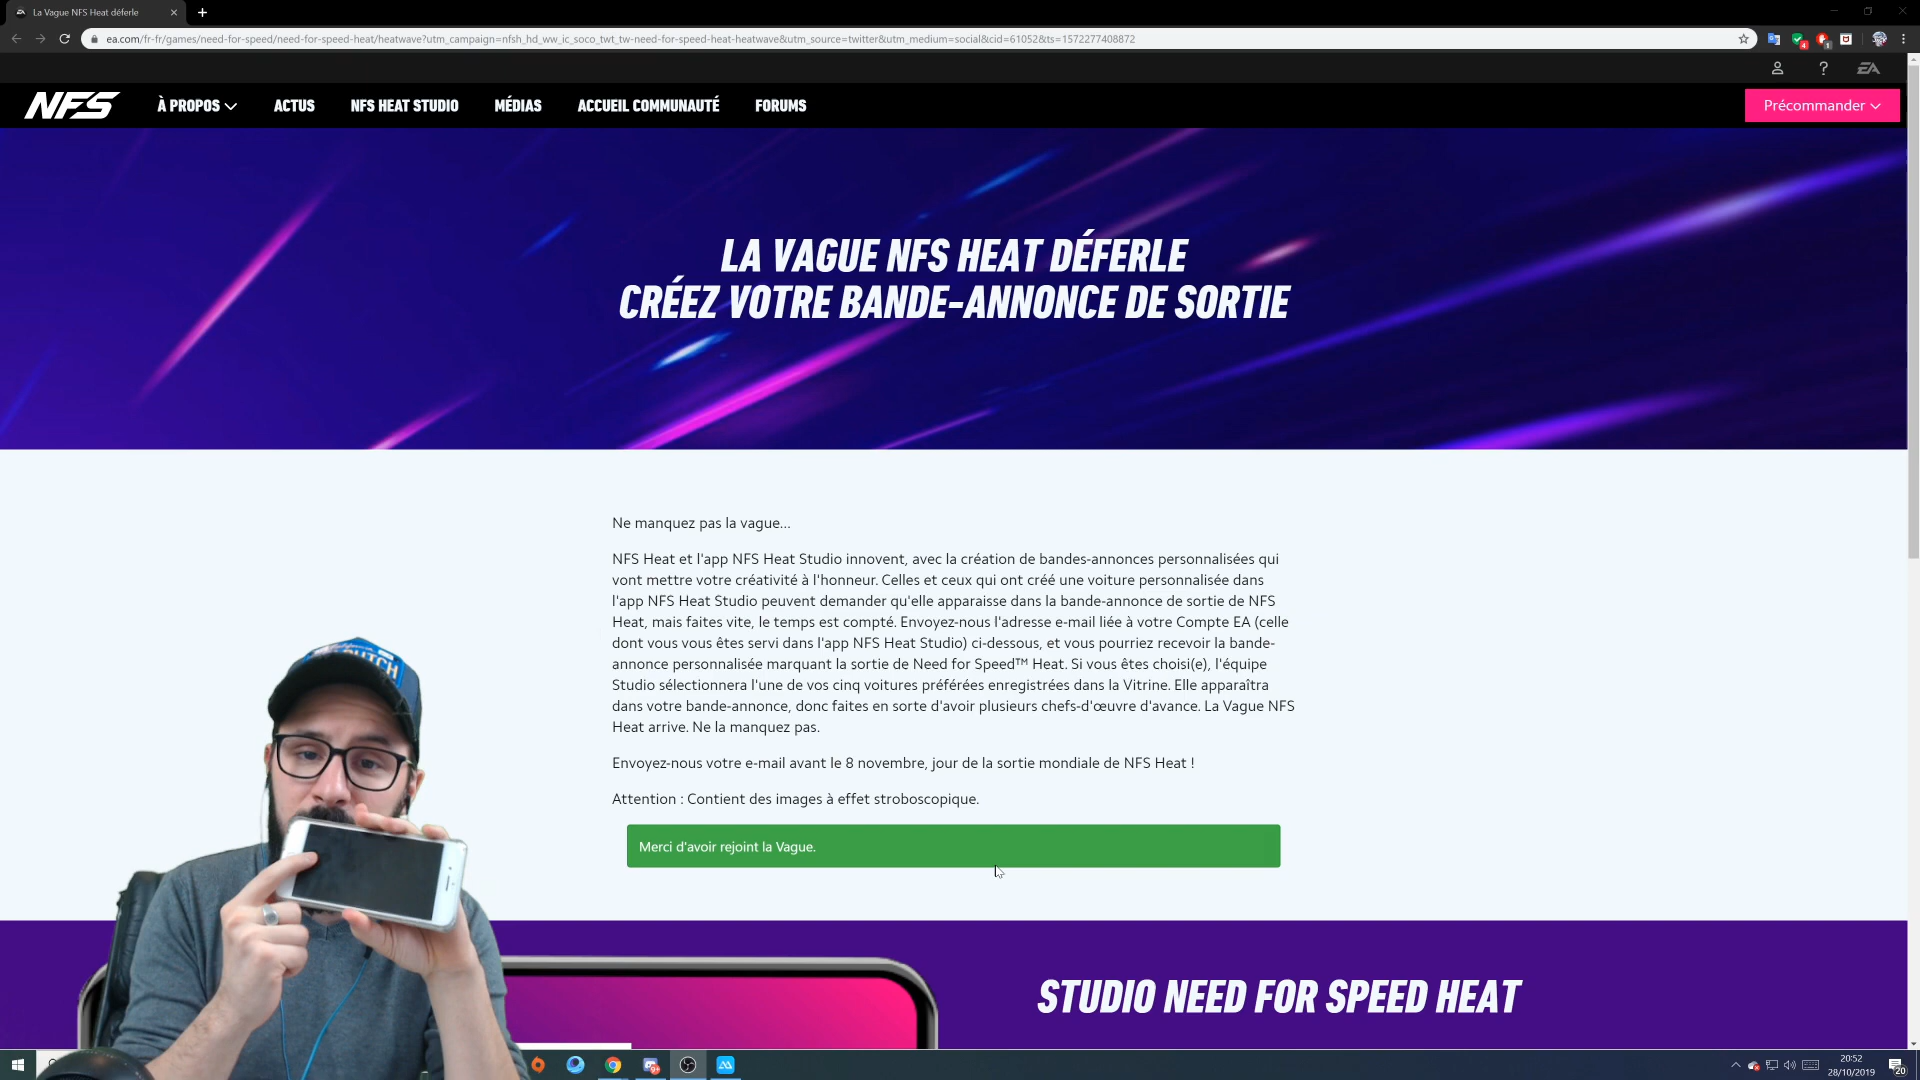 La Vague NFS Heat déferle
ea.com/fr-fr/games/need-for-speed/need-for-speed-heat/heatwave?utm_campaign=nfsh_hd_ww_ic_soco_twt_tw-need-for-speed-heat-heatwave&utm_source=twitter&utm_medium=social&cid=61052&ts=1572277408872
EA
NFS À PROPOS ACTUS NFS HEAT STUDIO MÉDIAS ACCUEIL COMMUNAUTÉ FORUMS Précommander
LA VAGUE NFS HEAT DÉFERLE
CRÉEZ VOTRE BANDE-ANNONCE DE SORTIE
Ne manquez pas la vague...
NFS Heat et l'app NFS Heat Studio innovent, avec la création de bandes-annonces personnalisées qui
vont mettre votre créativité à l'honneur. Celles et ceux qui ont créé une voiture personnalisée dans
l'app NFS Heat Studio peuvent demander qu'elle apparaisse dans la bande-annonce de sortie de NFS
Heat, mais faites vite, le temps est compté. Envoyez-nous l'adresse e-mail liée à votre Compte EA (celle
dont vous vous êtes servi dans l'app NFS Heat Studio) ci-dessous, et vous pourriez recevoir la bande-
annonce personnalisée marquant la sortie de Need for Speed™ Heat. Si vous êtes choisi(e), l'équipe
Studio sélectionnera l'une de vos cinq voitures préférées enregistrées dans la Vitrine. Elle apparaîtra
dans votre bande-annonce, donc faites en sorte d'avoir plusieurs chefs-d'œuvre d'avance. La Vague NFS
Heat arrive. Ne la manquez pas.
Envoyez-nous votre e-mail avant le 8 novembre, jour de la sortie mondiale de NFS Heat !
Attention : Contient des images à effet stroboscopique.
Merci d'avoir rejoint la Vague.
STUDIO NEED FOR SPEED HEAT
20:52
28/10/2019
20